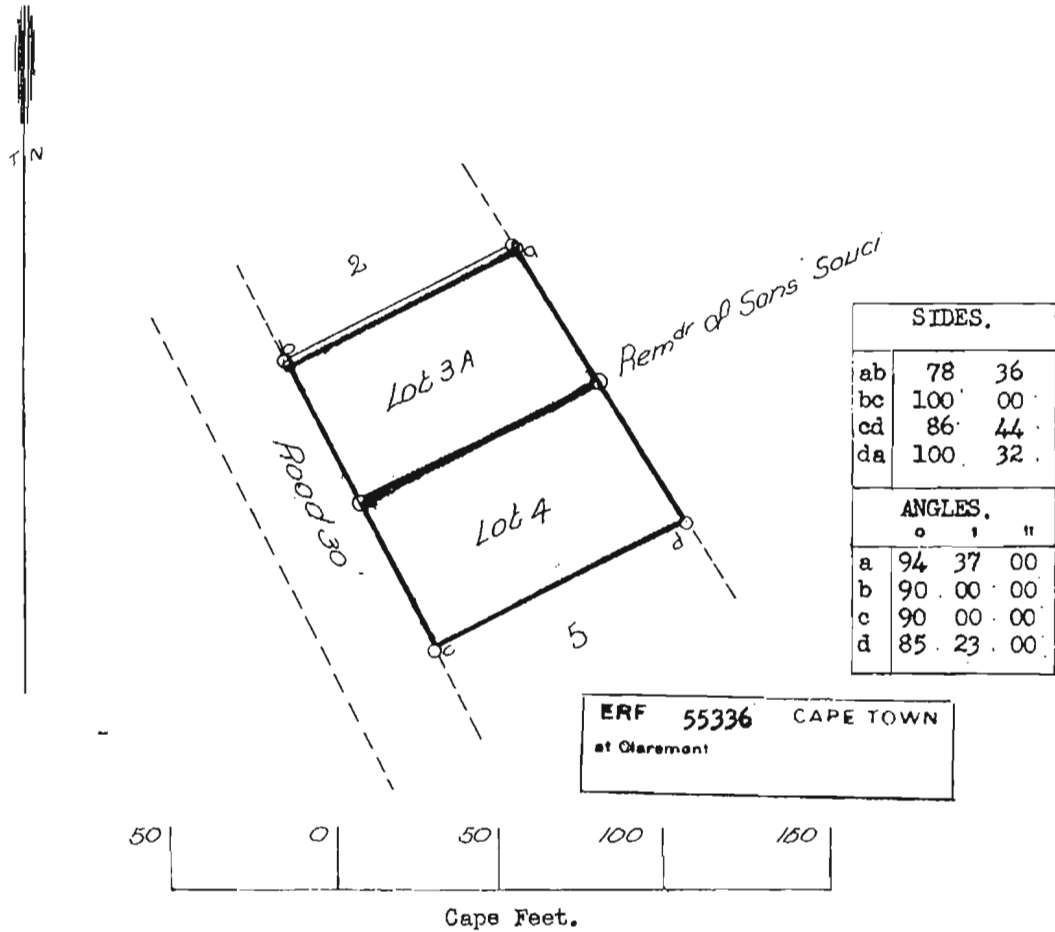 T N
2
a
b
Remdr of Sans Souci
Lot 3A
Road 30'
Lot 4
d
c
5
SIDES.
ab 78 36
bc 100 00
cd 86 44
da 100. 32.
ANGLES.
o ' "
a 94 37 00
b 90 . 00 00
c 90 00 00
d 85 . 23 . 00
ERF 55336 CAPE TOWN
at Claremont
50 0 50 100 150
Cape Feet.